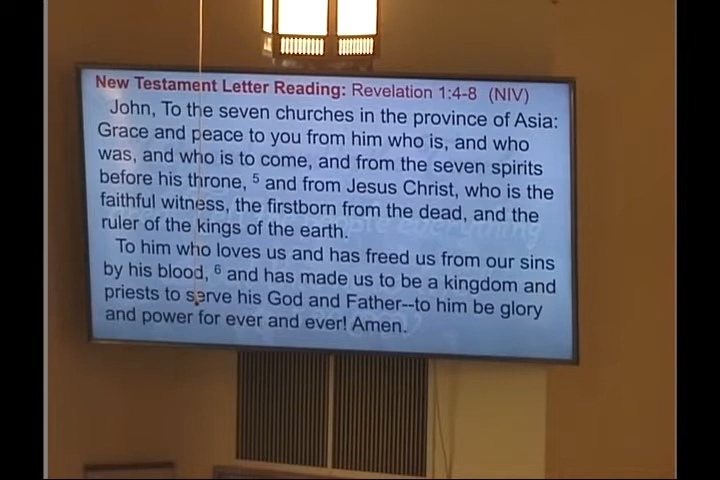 New Testament Letter Reading: Revelation 1:4-8 (NIV)
John, To the seven churches in the province of Asia:
Grace and peace to you from him who is, and who
was, and who is to come, and from the seven spirits
before his throne, ⁵ and from Jesus Christ, who is the
faithful witness, the firstborn from the dead, and the
ruler of the kings of the earth.
To him who loves us and has freed us from our sins
by his blood, ⁶ and has made us to be a kingdom and
priests to serve his God and Father--to him be glory
and power for ever and ever! Amen.